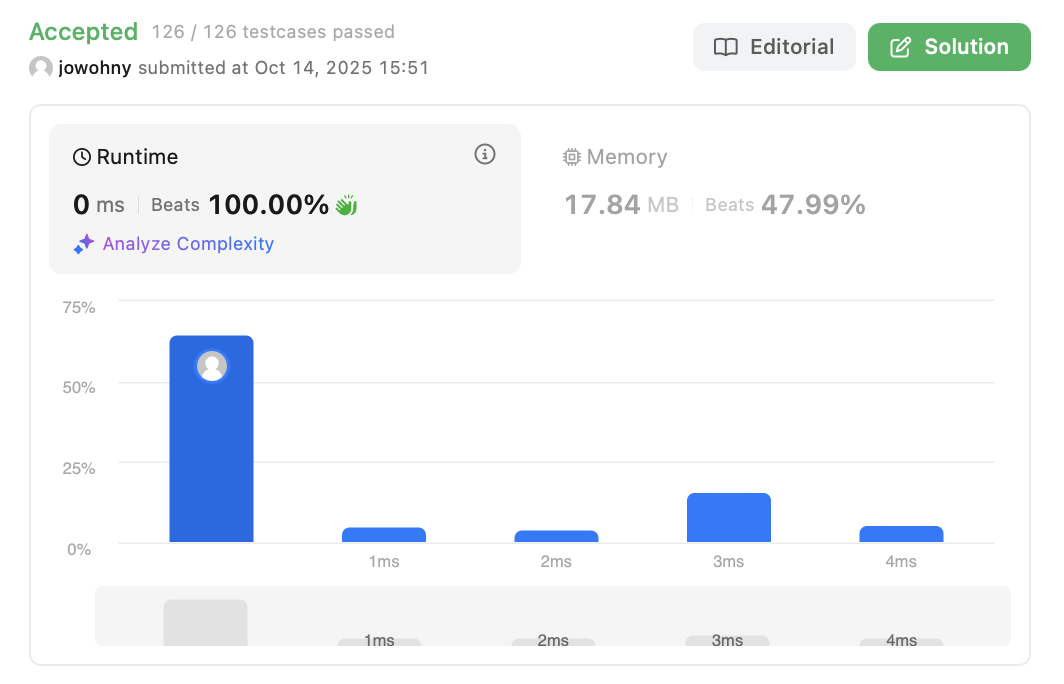 Accepted 126 / 126 testcases passed
jowohny submitted at Oct 14, 2025 15:51
Editorial
Solution
Runtime
0 ms Beats 100.00%
Analyze Complexity
Memory
17.84 MB Beats 47.99%
75%
50%
25%
0%
1ms 2ms 3ms 4ms
1ms 2ms 3ms 4ms